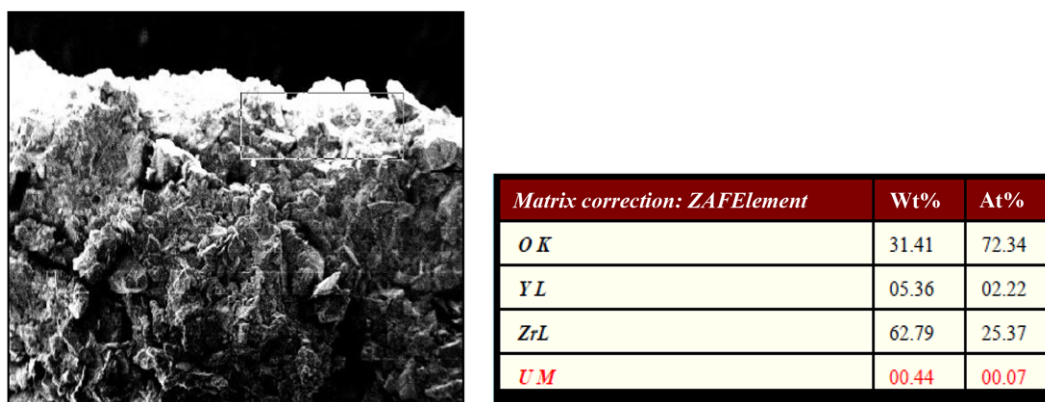 Matrix correction: ZAFElement Wt% At%
O K 31.41 72.34
Y L 05.36 02.22
ZrL 62.79 25.37
U M 00.44 00.07